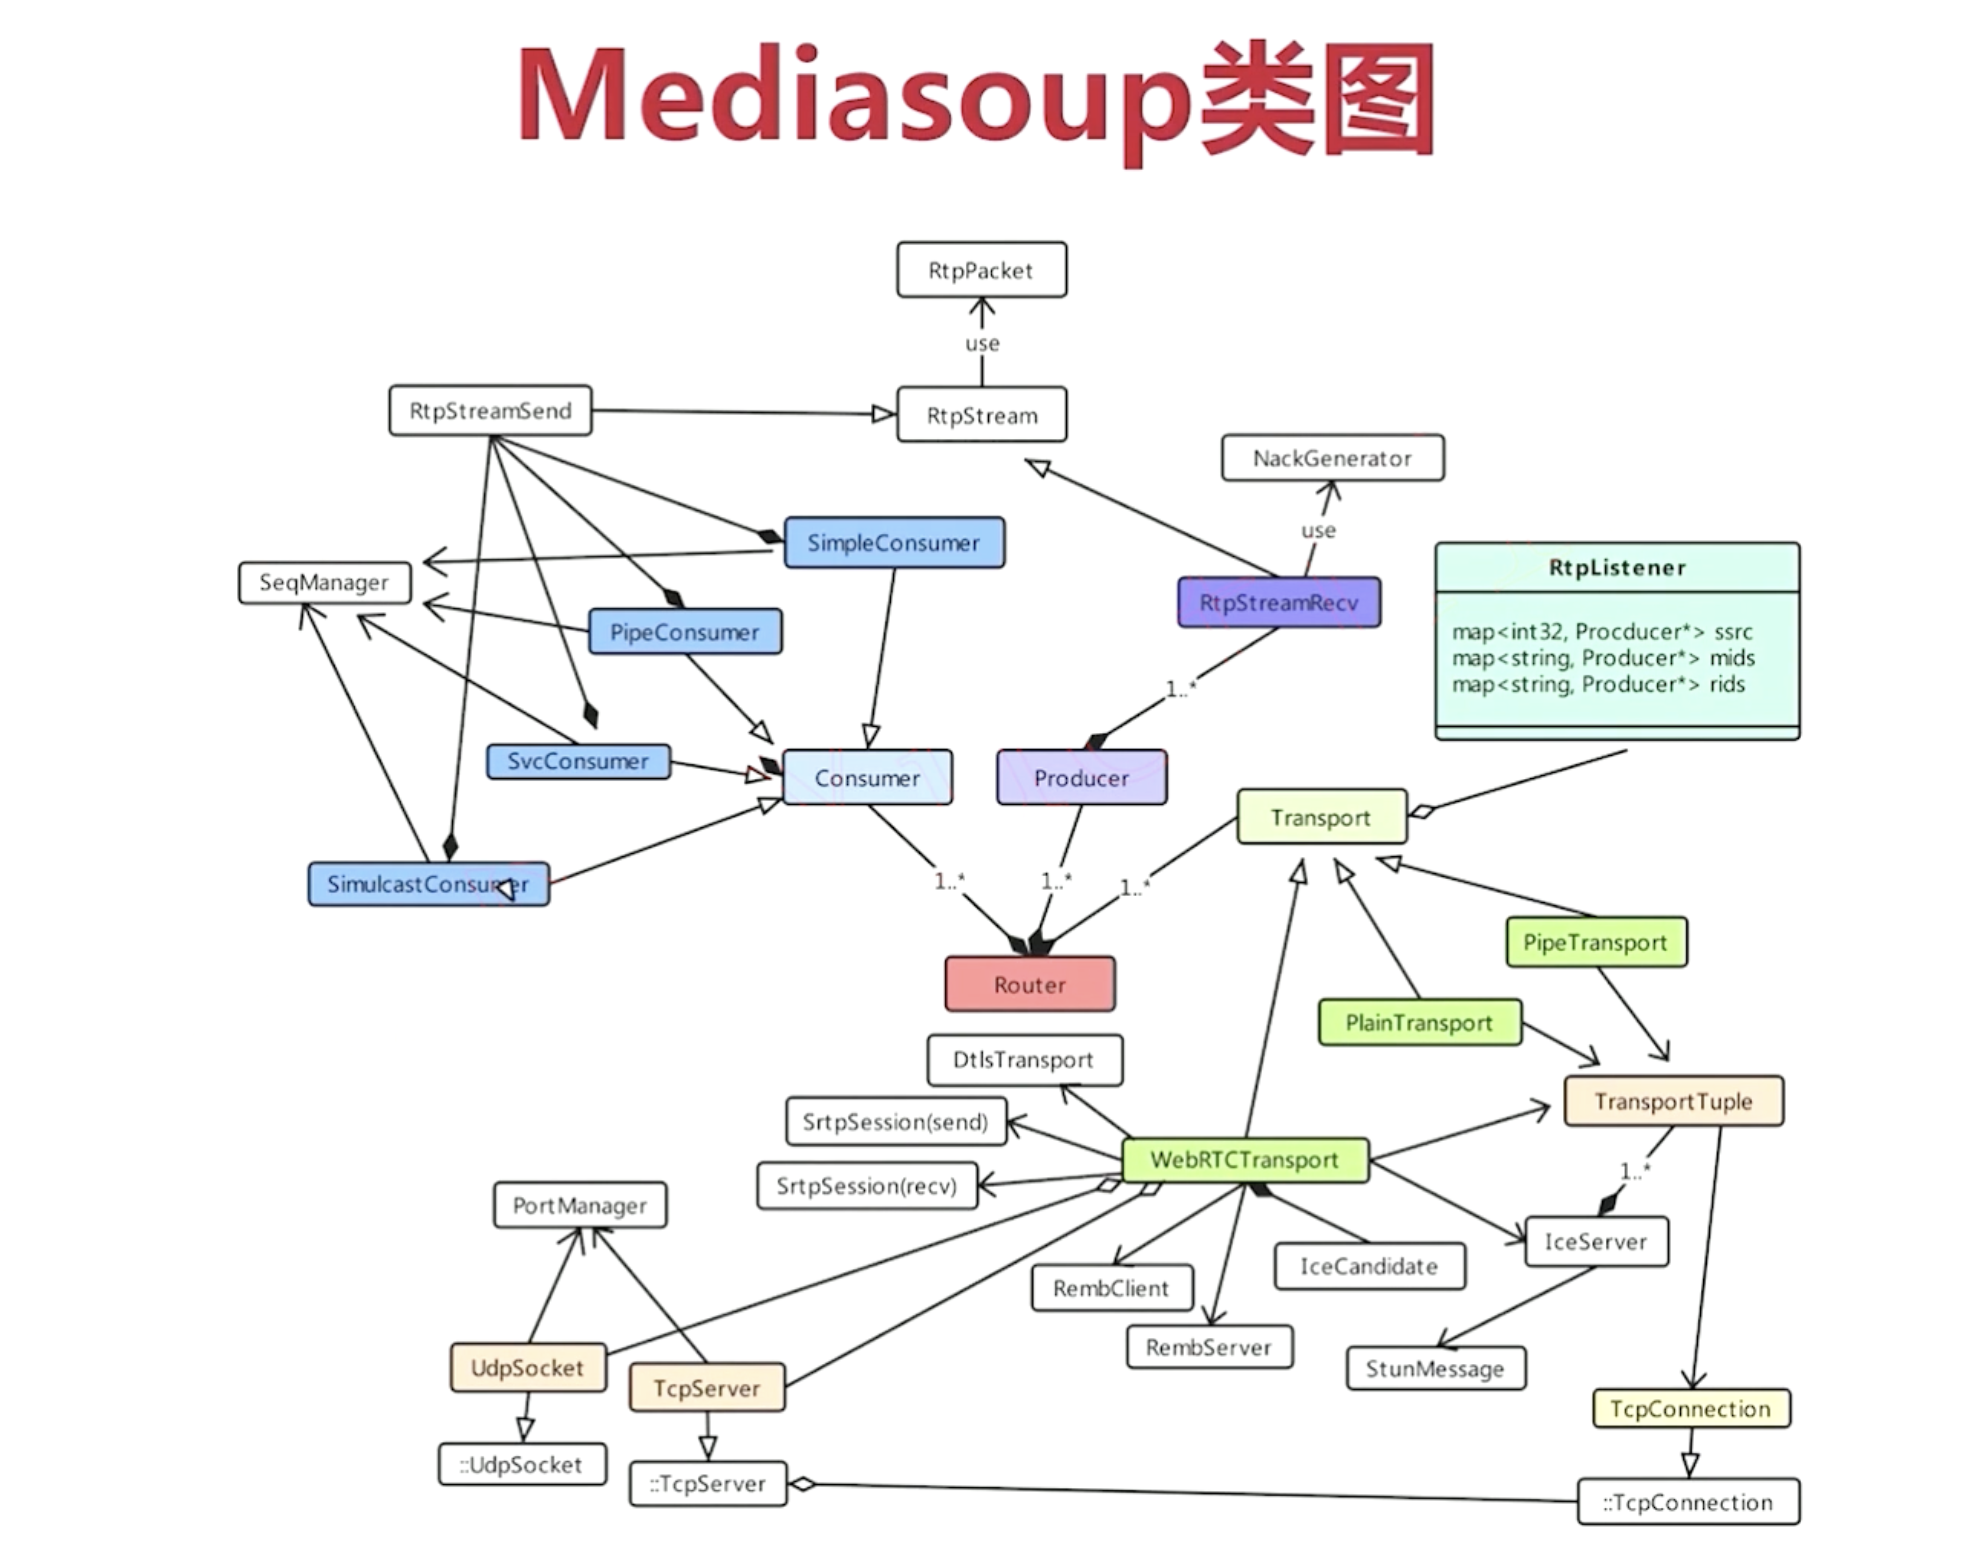 Mediasoup类图
RtpPacket
use
RtpStreamSend
RtpStream
NackGenerator
use
SimpleConsumer
SeqManager
RtpListener
RtpStreamRecv
PipeConsumer
map<int32, Procducer*> ssrc
map<string, Producer*> mids
map<string, Producer*> rids
1..*
SvcConsumer
Consumer
Producer
Transport
SimulcastConsumer
1..*
1..*
1..*
PipeTransport
Router
PlainTransport
DtlsTransport
TransportTuple
SrtpSession(send)
WebRTCTransport
1..*
SrtpSession(recv)
PortManager
IceServer
IceCandidate
RembClient
RembServer
UdpSocket
StunMessage
TcpServer
TcpConnection
::UdpSocket
::TcpServer
::TcpConnection